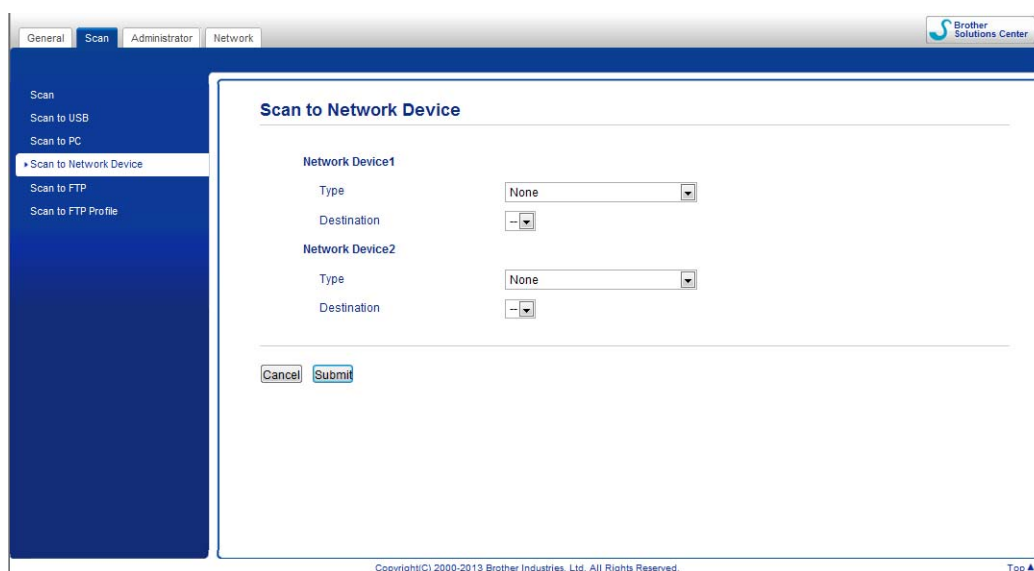 General Scan Administrator Network
Brother
Solutions Center
Scan
Scan to USB
Scan to PC
Scan to Network Device
Scan to FTP
Scan to FTP Profile
Scan to Network Device
Network Device1
Type None
Destination --
Network Device2
Type None
Destination --
Cancel Submit
Copyright(C) 2000-2013 Brother Industries, Ltd. All Rights Reserved.
Top